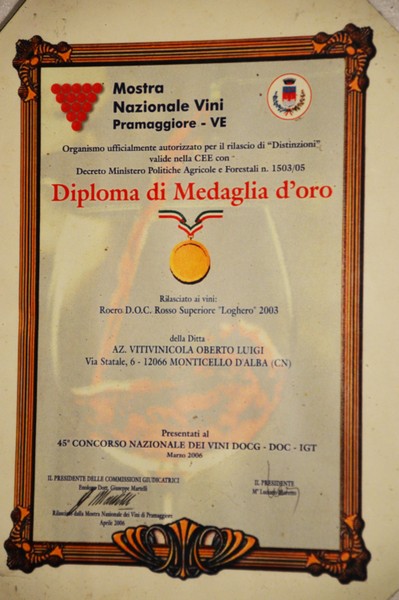 Mostra
Nazionale Vini
Pramaggiore - VE
Organismo ufficialmente autorizzato per il rilascio di "Distinzioni"
valide nella CEE con
Decreto Ministero Politiche Agricole e Forestali n. 1503/05
Diploma di Medaglia d'oro
Rilasciato ai vini:
Roero D.O.C. Rosso Superiore "Loghero" 2003
della Ditta
AZ. VITIVINICOLA OBERTO LUIGI
Via Statale, 6 - 12066 MONTICELLO D'ALBA (CN)
Presentati al
45° CONCORSO NAZIONALE DEI VINI DOCG - DOC - IGT
Marzo 2006
IL PRESIDENTE DELLE COMMISSIONI GIUDICATRICI
Enologo Dott. Giuseppe Martelli
Rilasciato dalla Mostra Nazionale dei Vini di Pramaggiore
Aprile 2006
IL PRESIDENTE